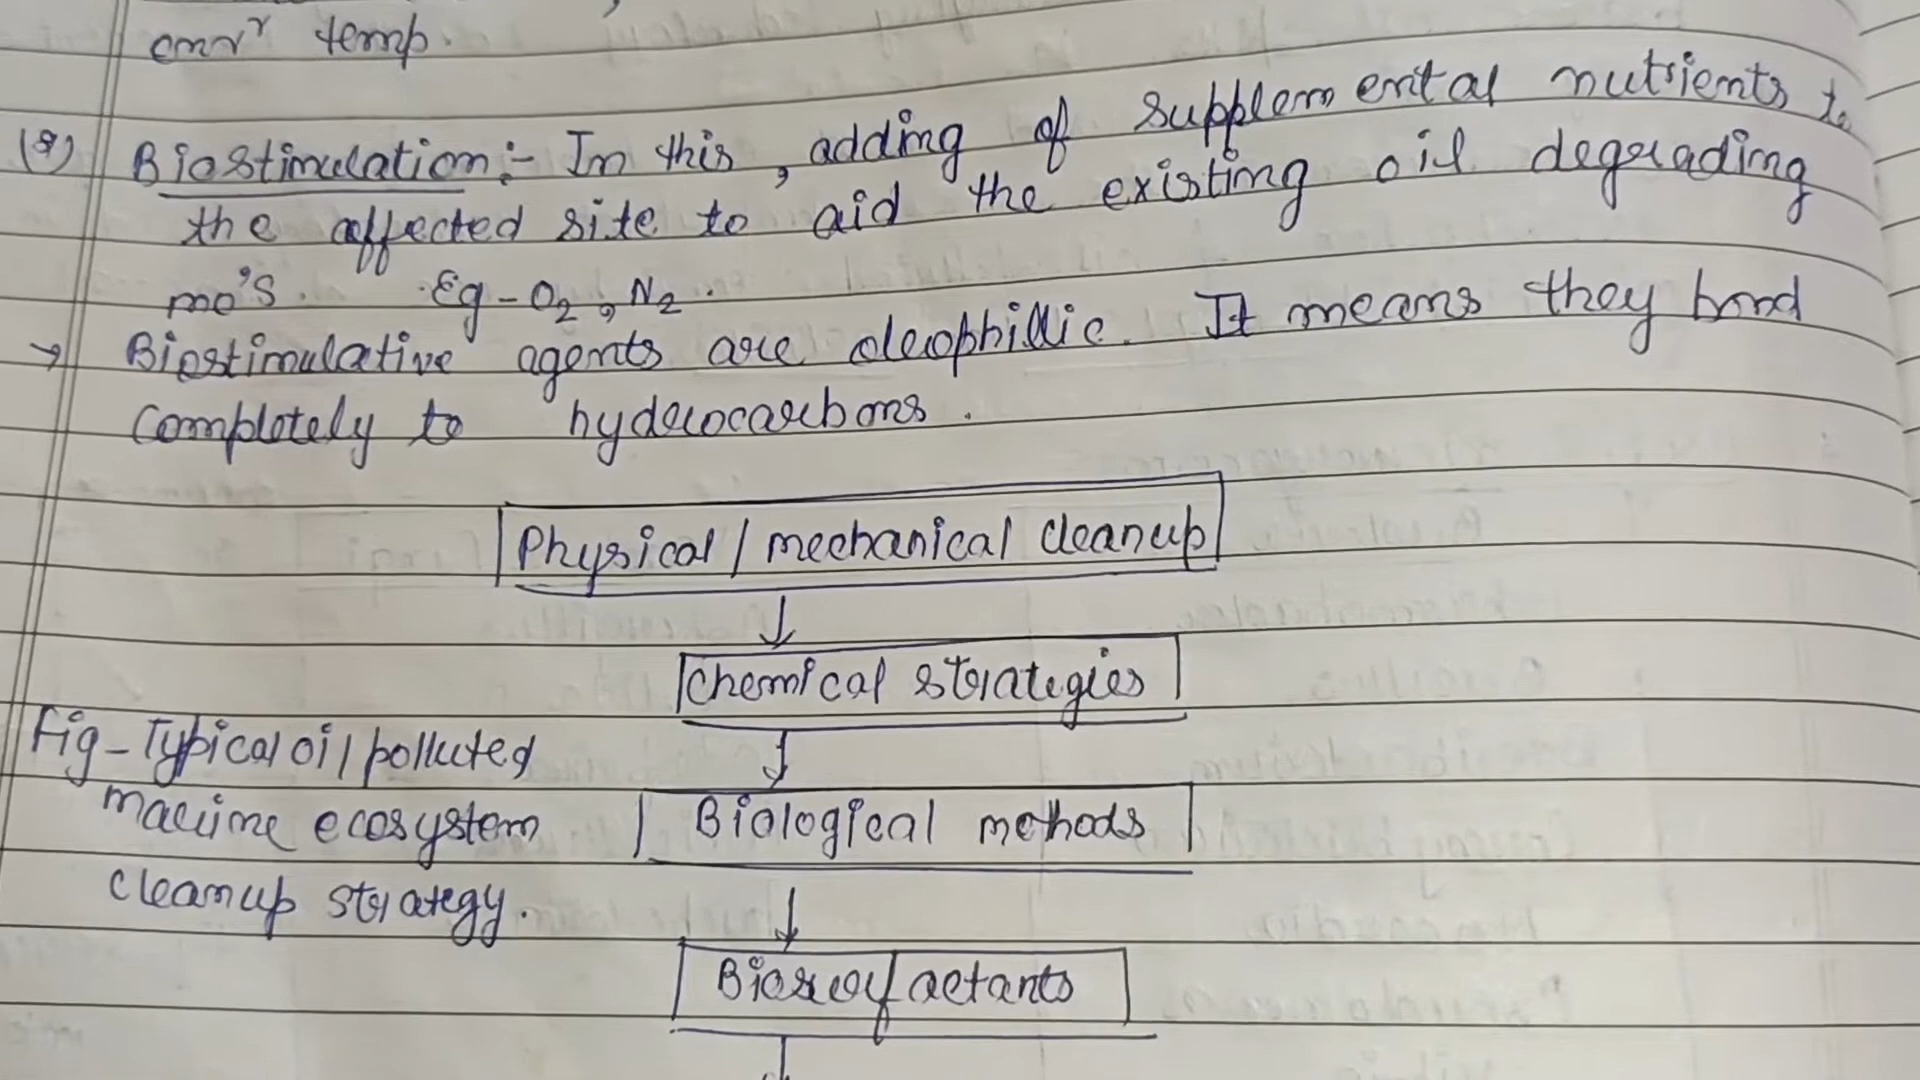 envr temp.
(9) Biostimulation:- In this, adding of supplemental nutrients to
the affected site to aid the existing oil degrading
mo's. Eg - O2, N2.
→ Biostimulative agents are oleophillic. It means they bond
completely to hydrocarbons.
Physical / mechanical cleanup
↓
Chemical strategies
↓
Fig - Typical oil polluted
marine ecosystem
cleanup strategy.
Biological methods
↓
Biosurfactants
↓